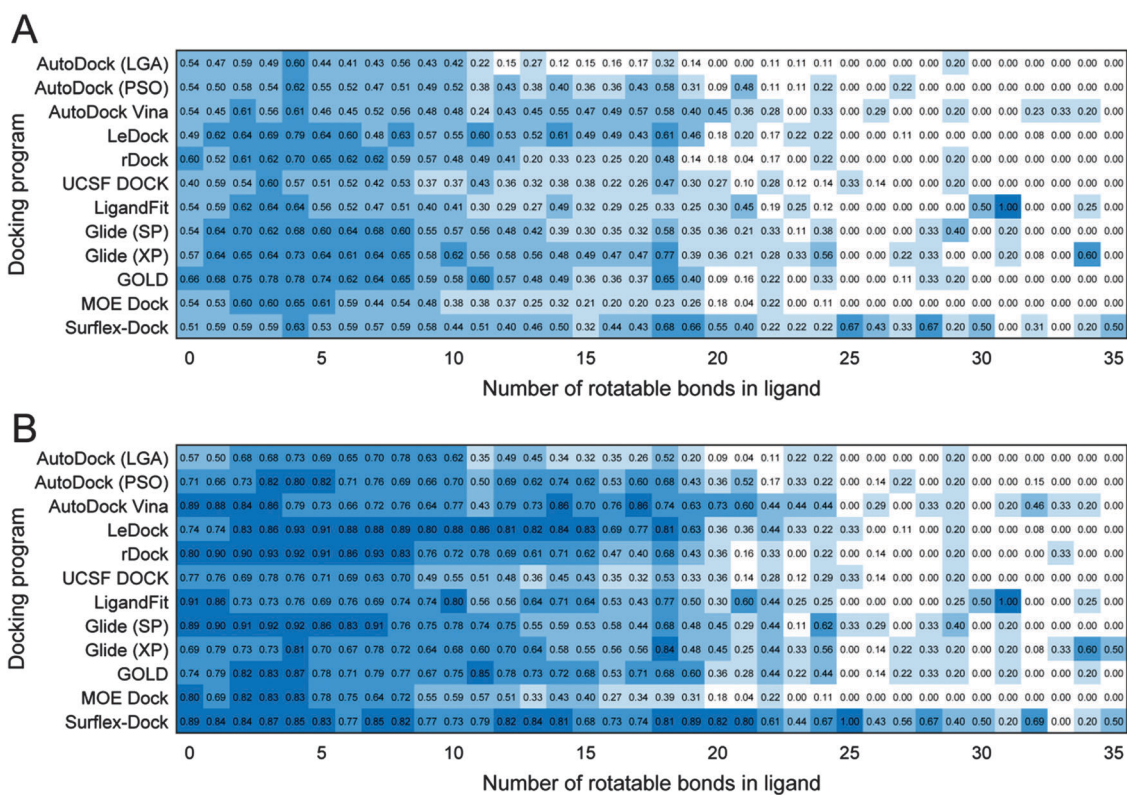 A
AutoDock (LGA) 0.54 0.47 0.59 0.49 0.60 0.44 0.41 0.43 0.56 0.43 0.42 0.22 0.15 0.27 0.12 0.15 0.16 0.17 0.32 0.14 0.00 0.00 0.11 0.11 0.11 0.00 0.00 0.00 0.00 0.20 0.00 0.00 0.00 0.00 0.00 0.00
AutoDock (PSO) 0.54 0.50 0.58 0.54 0.62 0.55 0.52 0.47 0.51 0.49 0.52 0.38 0.43 0.38 0.40 0.36 0.36 0.43 0.58 0.31 0.09 0.48 0.11 0.11 0.22 0.00 0.00 0.22 0.00 0.00 0.00 0.00 0.00 0.00 0.00 0.00
AutoDock Vina 0.54 0.45 0.61 0.56 0.61 0.46 0.45 0.52 0.56 0.48 0.48 0.24 0.43 0.45 0.55 0.47 0.49 0.57 0.58 0.40 0.45 0.36 0.28 0.00 0.33 0.00 0.29 0.00 0.00 0.20 0.00 0.00 0.23 0.33 0.20 0.00
LeDock 0.49 0.62 0.64 0.69 0.79 0.64 0.60 0.48 0.63 0.57 0.55 0.60 0.53 0.52 0.61 0.49 0.49 0.43 0.61 0.46 0.18 0.20 0.17 0.22 0.22 0.00 0.00 0.11 0.00 0.00 0.00 0.00 0.08 0.00 0.00 0.00
rDock 0.60 0.52 0.61 0.62 0.70 0.65 0.62 0.62 0.59 0.57 0.48 0.49 0.41 0.20 0.33 0.23 0.25 0.20 0.48 0.14 0.18 0.04 0.17 0.00 0.22 0.00 0.00 0.00 0.00 0.20 0.00 0.00 0.00 0.00 0.00 0.00
UCSF DOCK 0.40 0.59 0.54 0.60 0.57 0.51 0.52 0.42 0.53 0.37 0.37 0.43 0.36 0.32 0.38 0.38 0.22 0.26 0.47 0.30 0.27 0.10 0.28 0.12 0.14 0.33 0.14 0.00 0.00 0.00 0.00 0.00 0.00 0.00 0.00 0.00
LigandFit 0.54 0.59 0.62 0.64 0.64 0.56 0.52 0.47 0.51 0.40 0.41 0.30 0.29 0.27 0.49 0.29 0.25 0.33 0.25 0.30 0.20 0.45 0.19 0.25 0.12 0.00 0.00 0.00 0.00 0.00 0.50 1.00 0.00 0.00 0.25 0.00
Glide (SP) 0.54 0.64 0.70 0.62 0.68 0.60 0.64 0.68 0.60 0.55 0.57 0.56 0.48 0.42 0.39 0.30 0.35 0.32 0.58 0.35 0.36 0.21 0.33 0.11 0.38 0.00 0.00 0.00 0.33 0.40 0.00 0.20 0.00 0.00 0.00 0.00
Glide (XP) 0.57 0.64 0.65 0.64 0.73 0.64 0.61 0.64 0.56 0.58 0.62 0.56 0.58 0.56 0.48 0.49 0.47 0.47 0.77 0.39 0.36 0.21 0.28 0.33 0.56 0.00 0.00 0.22 0.33 0.00 0.00 0.20 0.08 0.00 0.60 0.00
GOLD 0.66 0.68 0.75 0.78 0.78 0.74 0.62 0.64 0.65 0.59 0.58 0.60 0.57 0.48 0.49 0.36 0.36 0.37 0.65 0.40 0.09 0.16 0.22 0.00 0.33 0.00 0.00 0.11 0.33 0.20 0.00 0.00 0.00 0.00 0.00 0.00
MOE Dock 0.54 0.53 0.60 0.60 0.65 0.61 0.59 0.44 0.54 0.48 0.38 0.38 0.37 0.25 0.32 0.21 0.20 0.20 0.23 0.26 0.18 0.04 0.22 0.00 0.11 0.00 0.00 0.00 0.00 0.00 0.00 0.00 0.00 0.00 0.00 0.00
Surflex-Dock 0.51 0.59 0.59 0.59 0.63 0.53 0.59 0.57 0.59 0.58 0.44 0.51 0.40 0.46 0.50 0.32 0.44 0.43 0.68 0.66 0.55 0.40 0.22 0.22 0.22 0.67 0.43 0.33 0.67 0.20 0.50 0.00 0.31 0.00 0.20 0.50
Docking program
0 5 10 15 20 25 30 35
Number of rotatable bonds in ligand
B
AutoDock (LGA) 0.57 0.50 0.68 0.68 0.73 0.69 0.65 0.70 0.78 0.63 0.62 0.35 0.49 0.45 0.34 0.32 0.35 0.26 0.52 0.20 0.09 0.04 0.11 0.22 0.22 0.00 0.00 0.00 0.00 0.20 0.00 0.00 0.00 0.00 0.00 0.00
AutoDock (PSO) 0.71 0.66 0.73 0.82 0.80 0.82 0.71 0.76 0.69 0.66 0.70 0.50 0.69 0.62 0.74 0.62 0.53 0.60 0.68 0.43 0.36 0.52 0.17 0.33 0.22 0.00 0.14 0.22 0.00 0.20 0.00 0.00 0.15 0.00 0.00 0.00
AutoDock Vina 0.89 0.88 0.84 0.86 0.79 0.73 0.66 0.72 0.76 0.64 0.77 0.43 0.79 0.73 0.86 0.70 0.76 0.86 0.74 0.63 0.73 0.60 0.44 0.44 0.44 0.00 0.29 0.00 0.33 0.20 0.00 0.20 0.46 0.33 0.20 0.00
LeDock 0.74 0.74 0.83 0.86 0.93 0.91 0.88 0.88 0.89 0.80 0.88 0.86 0.81 0.82 0.84 0.83 0.69 0.77 0.81 0.63 0.36 0.36 0.44 0.33 0.22 0.33 0.00 0.11 0.00 0.20 0.00 0.00 0.08 0.00 0.00 0.00
rDock 0.80 0.90 0.90 0.93 0.92 0.91 0.86 0.93 0.83 0.76 0.72 0.78 0.69 0.61 0.71 0.62 0.47 0.40 0.68 0.43 0.36 0.16 0.33 0.00 0.22 0.00 0.14 0.00 0.00 0.20 0.00 0.00 0.00 0.33 0.00 0.00
UCSF DOCK 0.77 0.76 0.69 0.78 0.76 0.71 0.69 0.63 0.70 0.49 0.55 0.51 0.48 0.36 0.45 0.43 0.35 0.32 0.53 0.33 0.36 0.14 0.28 0.12 0.29 0.33 0.14 0.00 0.00 0.20 0.00 0.00 0.00 0.00 0.00 0.00
LigandFit 0.91 0.86 0.73 0.73 0.76 0.69 0.76 0.69 0.74 0.74 0.80 0.56 0.56 0.64 0.71 0.64 0.53 0.43 0.77 0.50 0.30 0.60 0.44 0.25 0.25 0.00 0.00 0.00 0.00 0.25 0.50 1.00 0.00 0.00 0.25 0.00
Glide (SP) 0.89 0.90 0.91 0.92 0.92 0.86 0.83 0.91 0.76 0.75 0.78 0.74 0.75 0.55 0.59 0.53 0.58 0.44 0.68 0.48 0.45 0.29 0.44 0.11 0.62 0.33 0.29 0.00 0.33 0.40 0.00 0.20 0.00 0.00 0.00 0.00
Glide (XP) 0.69 0.79 0.73 0.73 0.81 0.70 0.67 0.78 0.72 0.64 0.68 0.60 0.70 0.64 0.58 0.55 0.56 0.56 0.84 0.48 0.45 0.25 0.44 0.33 0.56 0.00 0.14 0.22 0.33 0.20 0.00 0.20 0.08 0.33 0.60 0.50
GOLD 0.74 0.79 0.82 0.83 0.87 0.78 0.71 0.79 0.77 0.67 0.76 0.85 0.78 0.73 0.72 0.68 0.53 0.71 0.68 0.60 0.36 0.28 0.44 0.22 0.44 0.00 0.14 0.22 0.33 0.20 0.00 0.00 0.00 0.00 0.00 0.00
MOE Dock 0.80 0.69 0.82 0.83 0.83 0.78 0.75 0.64 0.72 0.55 0.59 0.57 0.51 0.33 0.43 0.40 0.27 0.34 0.39 0.31 0.18 0.04 0.22 0.00 0.11 0.00 0.00 0.00 0.00 0.00 0.00 0.00 0.00 0.00 0.00 0.00
Surflex-Dock 0.89 0.84 0.84 0.87 0.85 0.83 0.77 0.85 0.82 0.77 0.73 0.79 0.82 0.84 0.81 0.68 0.73 0.74 0.81 0.89 0.82 0.80 0.61 0.44 0.67 1.00 0.43 0.56 0.67 0.40 0.50 0.20 0.69 0.00 0.20 0.50
Docking program
0 5 10 15 20 25 30 35
Number of rotatable bonds in ligand